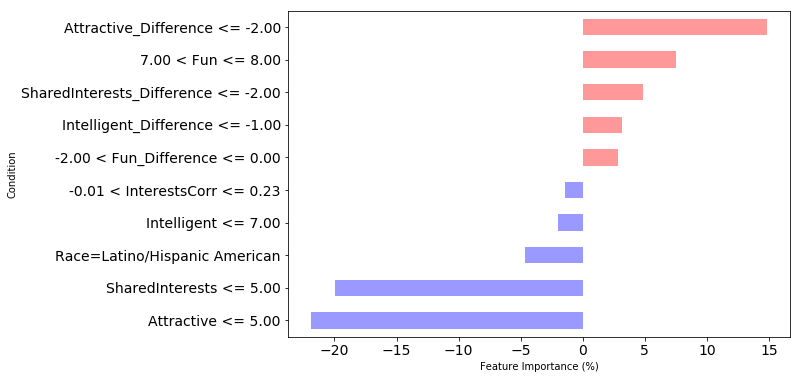 Attractive_Difference <= -2.00
7.00 < Fun <= 8.00
SharedInterests_Difference <= -2.00
Intelligent_Difference <= -1.00
-2.00 < Fun_Difference <= 0.00
-0.01 < InterestsCorr <= 0.23
Intelligent <= 7.00
Race=Latino/Hispanic American
SharedInterests <= 5.00
Attractive <= 5.00
Condition
−20 −15 −10 −5 0 5 10 15
Feature Importance (%)